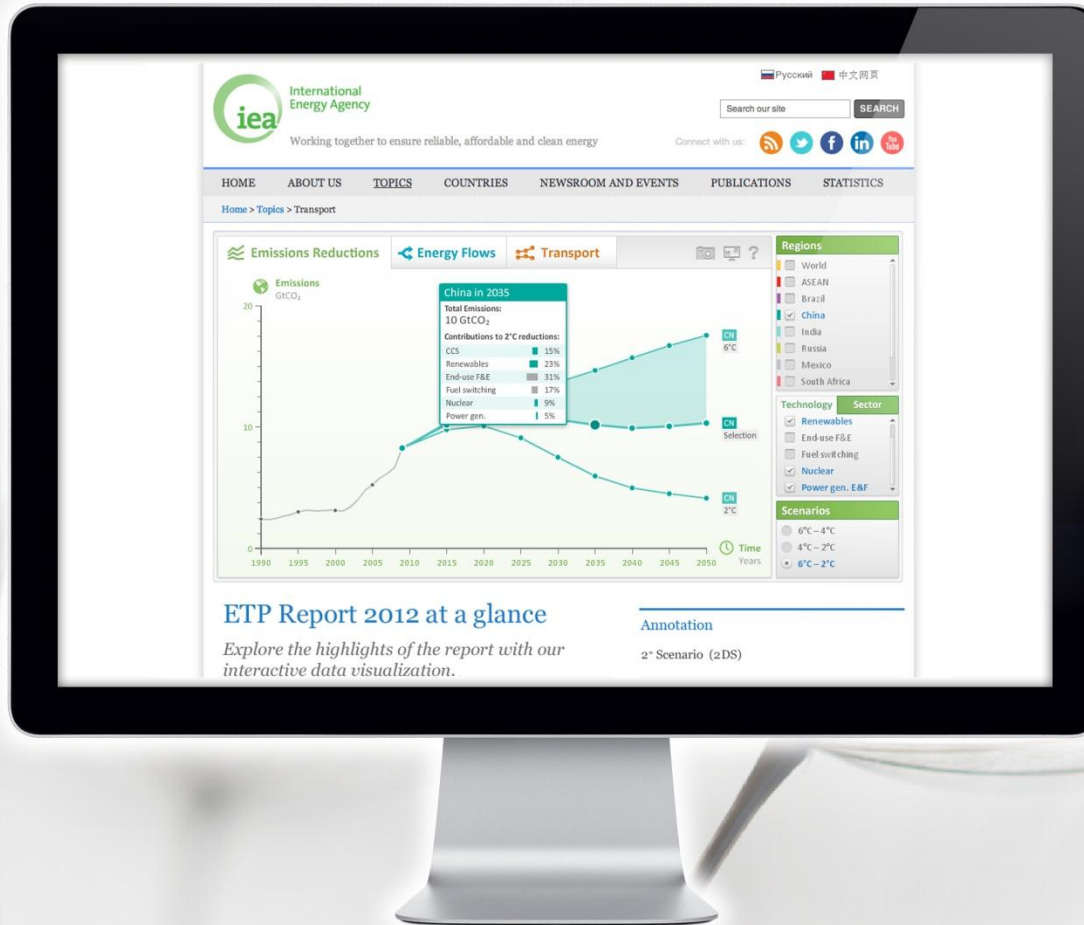 Русский 中文网页
iea International
Energy Agency
Search our site SEARCH
Working together to ensure reliable, affordable and clean energy
Connect with us: in You Tube
HOME ABOUT US TOPICS COUNTRIES NEWSROOM AND EVENTS PUBLICATIONS STATISTICS
Home > Topics > Transport
Emissions Reductions Energy Flows Transport ?
Regions
World
ASEAN
Brazil
China
India
Russia
Mexico
South Africa
Emissions
GtCO₂
20
10
0
China in 2035
Total Emissions:
10 GtCO₂
Contributions to 2°C reductions:
CCS 15%
Renewables 23%
End-use F&E 31%
Fuel switching 17%
Nuclear 9%
Power gen. 5%
CN
6°C
CN
Selection
CN
2°C
Technology Sector
Renewables
End-use F&E
Fuel switching
Nuclear
Power gen. E&F
Scenarios
6°C – 4°C
4°C – 2°C
6°C – 2°C
Time
Years
1990 1995 2000 2005 2010 2015 2020 2025 2030 2035 2040 2045 2050
ETP Report 2012 at a glance
Explore the highlights of the report with our
interactive data visualization.
Annotation
2° Scenario (2DS)